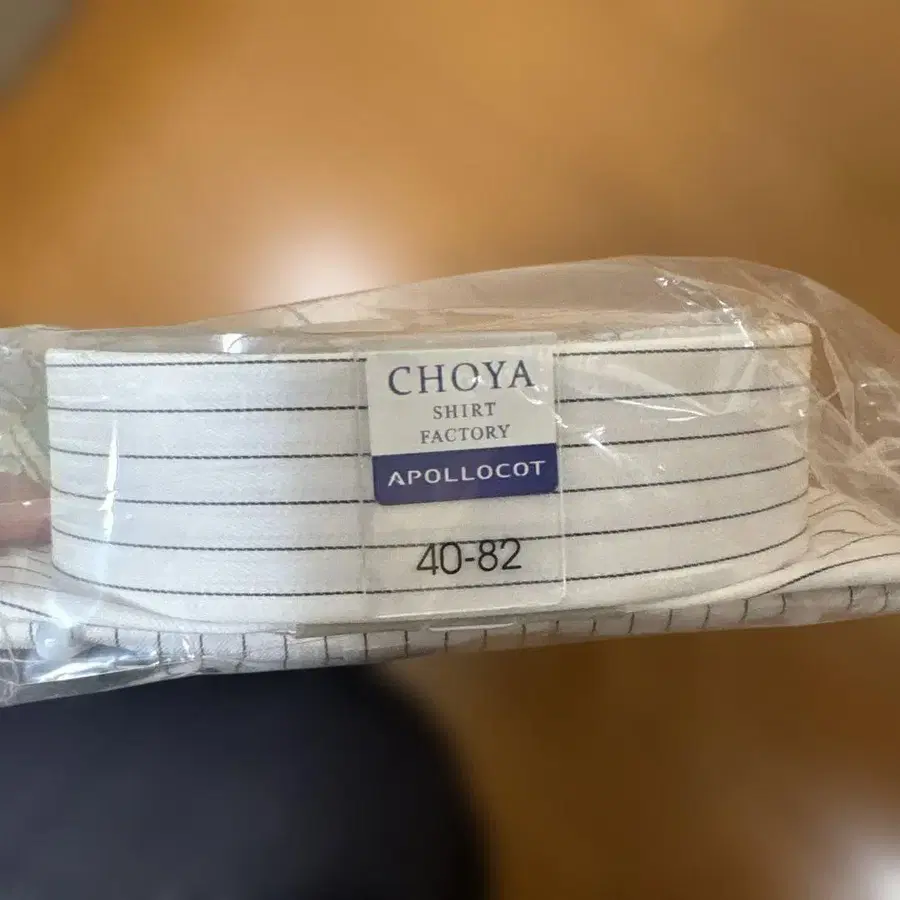 CHOYA
SHIRT
FACTORY
APOLLOCOT
40-82